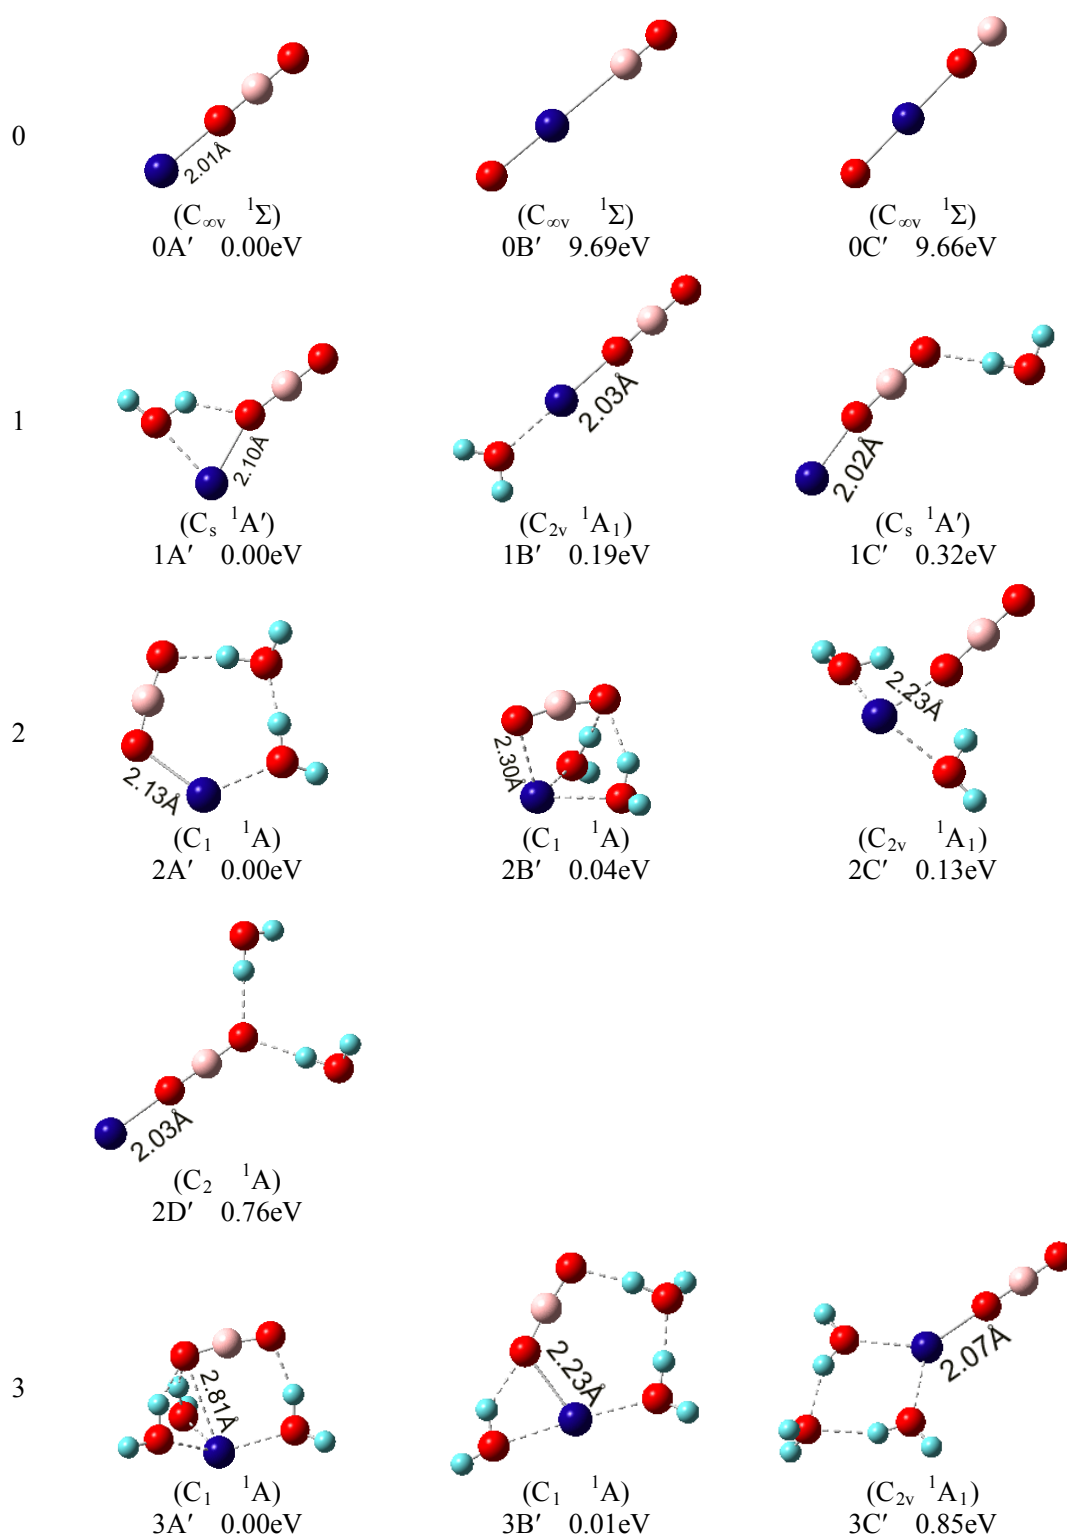 0
2.01Å
(C∞v ¹Σ)
0A′ 0.00eV
(C∞v ¹Σ)
0B′ 9.69eV
(C∞v ¹Σ)
0C′ 9.66eV
1
2.10Å
(Cs ¹A′)
1A′ 0.00eV
2.03Å
(C₂v ¹A₁)
1B′ 0.19eV
2.02Å
(Cs ¹A′)
1C′ 0.32eV
2
2.13Å
(C₁ ¹A)
2A′ 0.00eV
2.30Å
(C₁ ¹A)
2B′ 0.04eV
2.23Å
(C₂v ¹A₁)
2C′ 0.13eV
2.03Å
(C₂ ¹A)
2D′ 0.76eV
3
2.81Å
(C₁ ¹A)
3A′ 0.00eV
2.23Å
(C₁ ¹A)
3B′ 0.01eV
2.07Å
(C₂v ¹A₁)
3C′ 0.85eV